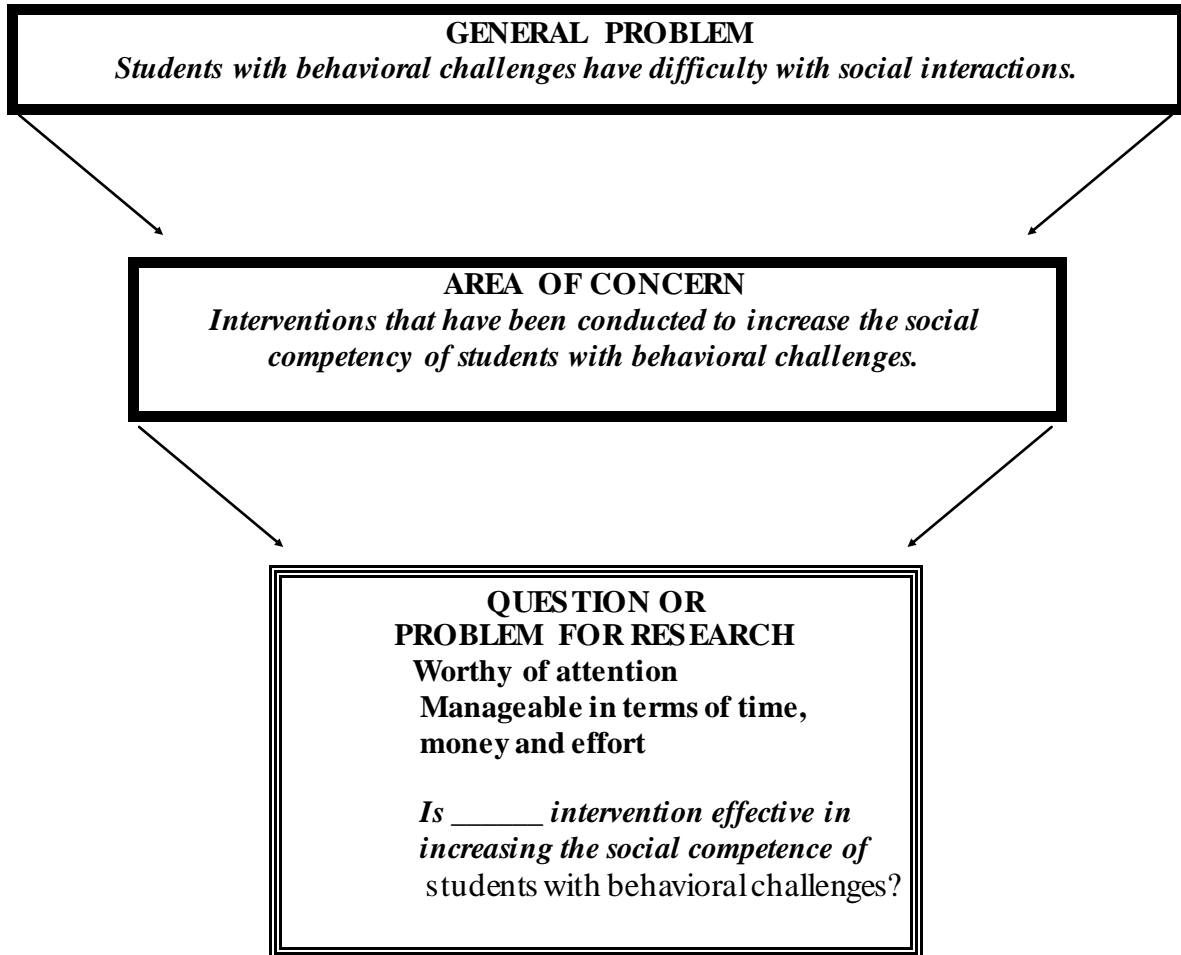 GENERAL PROBLEM
Students with behavioral challenges have difficulty with social interactions.
AREA OF CONCERN
Interventions that have been conducted to increase the social
competency of students with behavioral challenges.
QUESTION OR
PROBLEM FOR RESEARCH
Worthy of attention
Manageable in terms of time,
money and effort
Is ______ intervention effective in
increasing the social competence of
students with behavioral challenges?